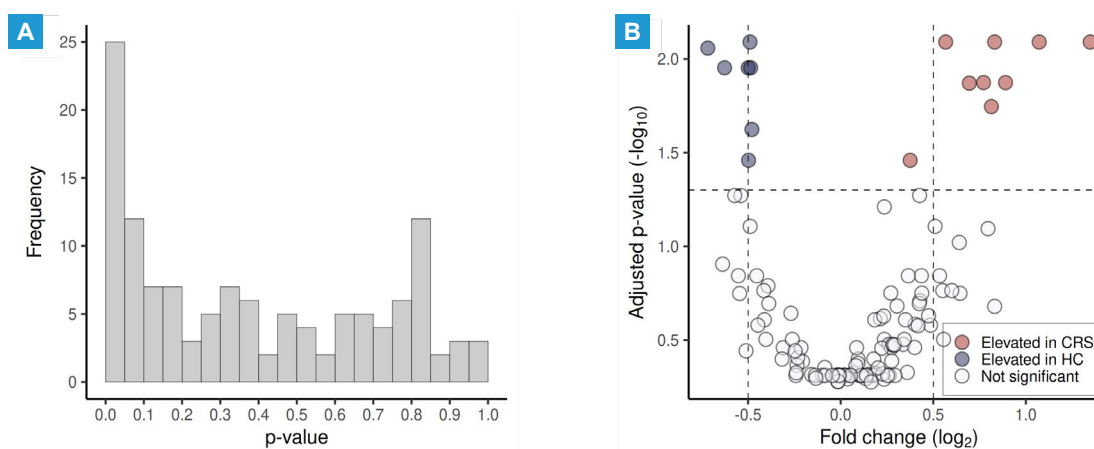 A
25
20
15
10
5
0
Frequency
0.0 0.1 0.2 0.3 0.4 0.5 0.6 0.7 0.8 0.9 1.0
p-value
B
2.0
1.5
1.0
0.5
Adjusted p-value (-log10)
Elevated in CRS
Elevated in HC
Not significant
-0.5 0.0 0.5 1.0
Fold change (log2)